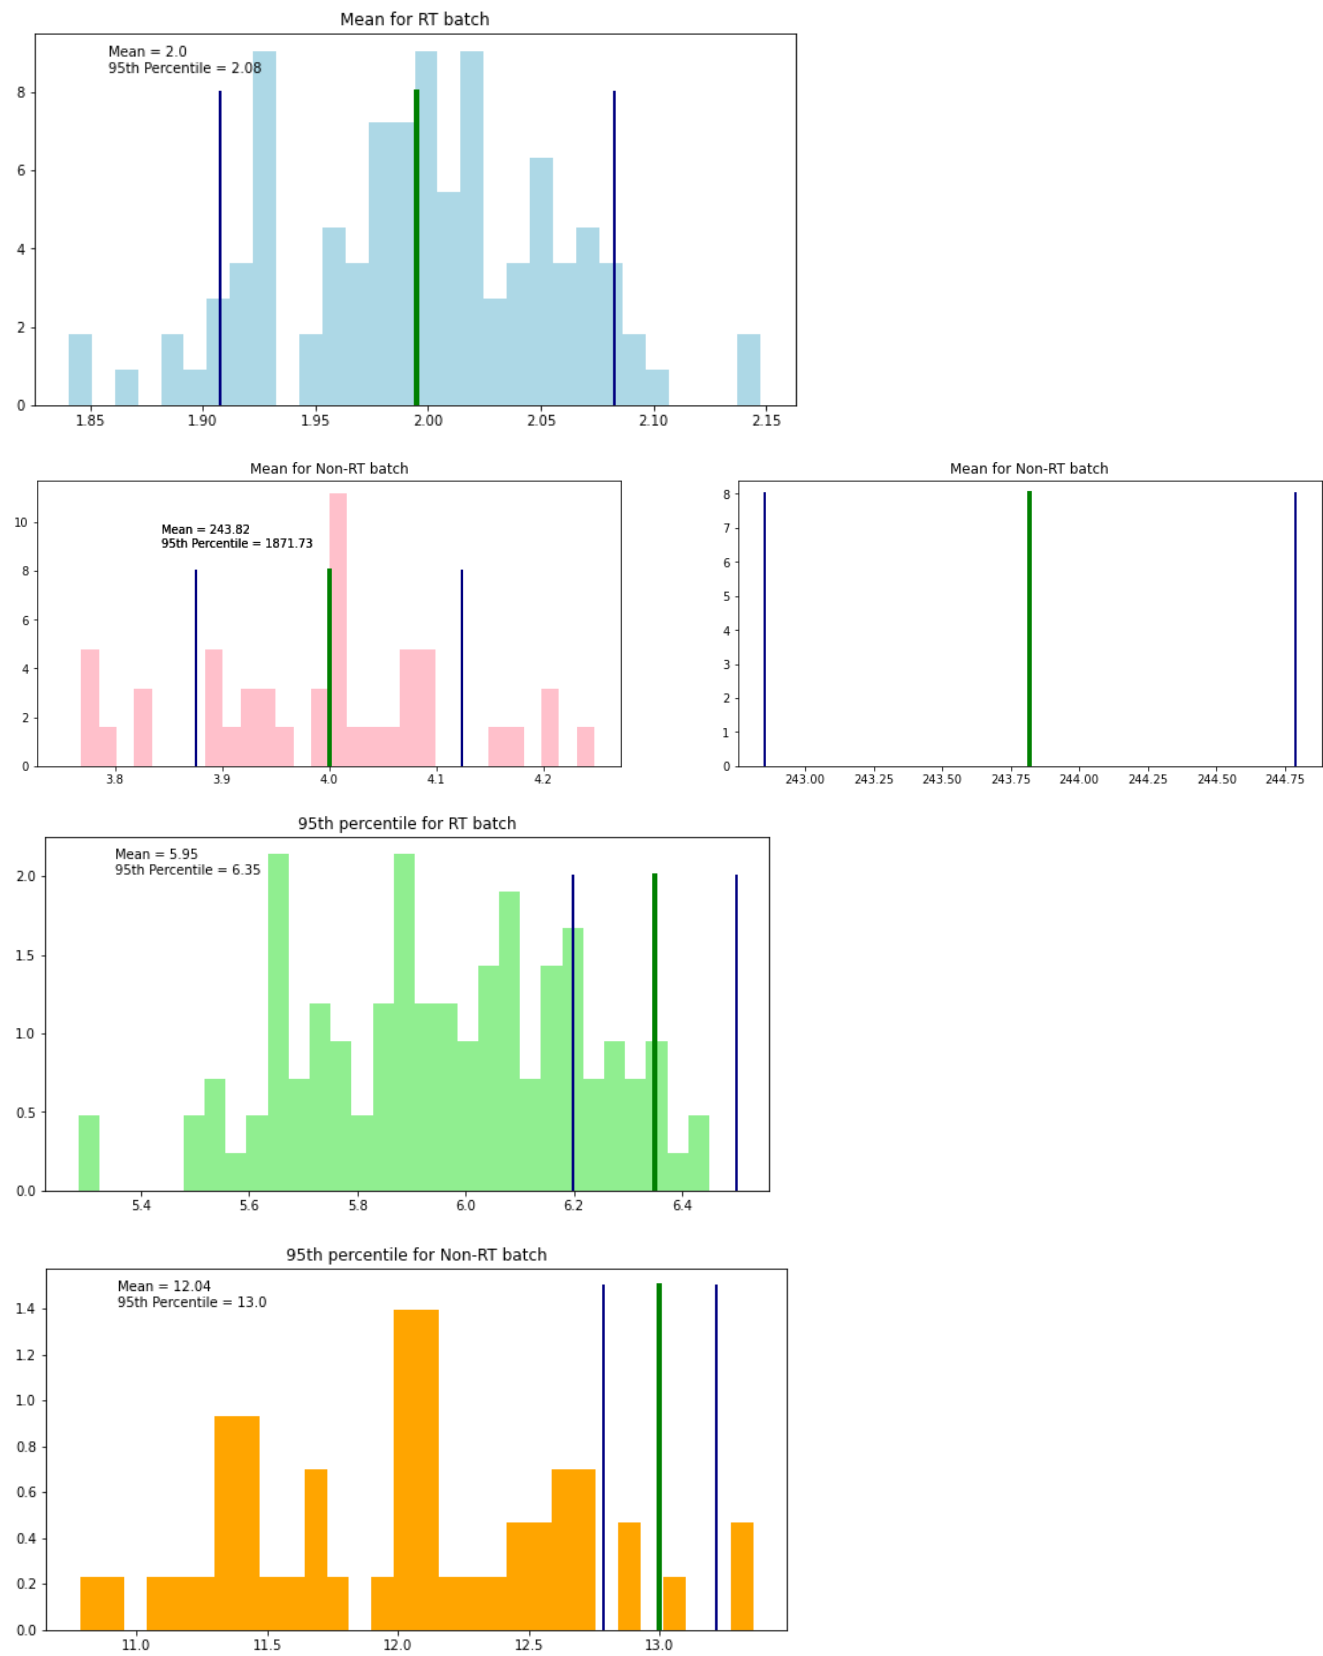 Mean for RT batch
Mean = 2.0
95th Percentile = 2.08
8
6
4
2
0
1.85 1.90 1.95 2.00 2.05 2.10 2.15
Mean for Non-RT batch
Mean = 243.82
95th Percentile = 1871.73
10
8
6
4
2
0
3.8 3.9 4.0 4.1 4.2
Mean for Non-RT batch
8
7
6
5
4
3
2
1
0
243.00 243.25 243.50 243.75 244.00 244.25 244.50 244.75
95th percentile for RT batch
Mean = 5.95
95th Percentile = 6.35
2.0
1.5
1.0
0.5
0.0
5.4 5.6 5.8 6.0 6.2 6.4
95th percentile for Non-RT batch
Mean = 12.04
95th Percentile = 13.0
1.4
1.2
1.0
0.8
0.6
0.4
0.2
0.0
11.0 11.5 12.0 12.5 13.0